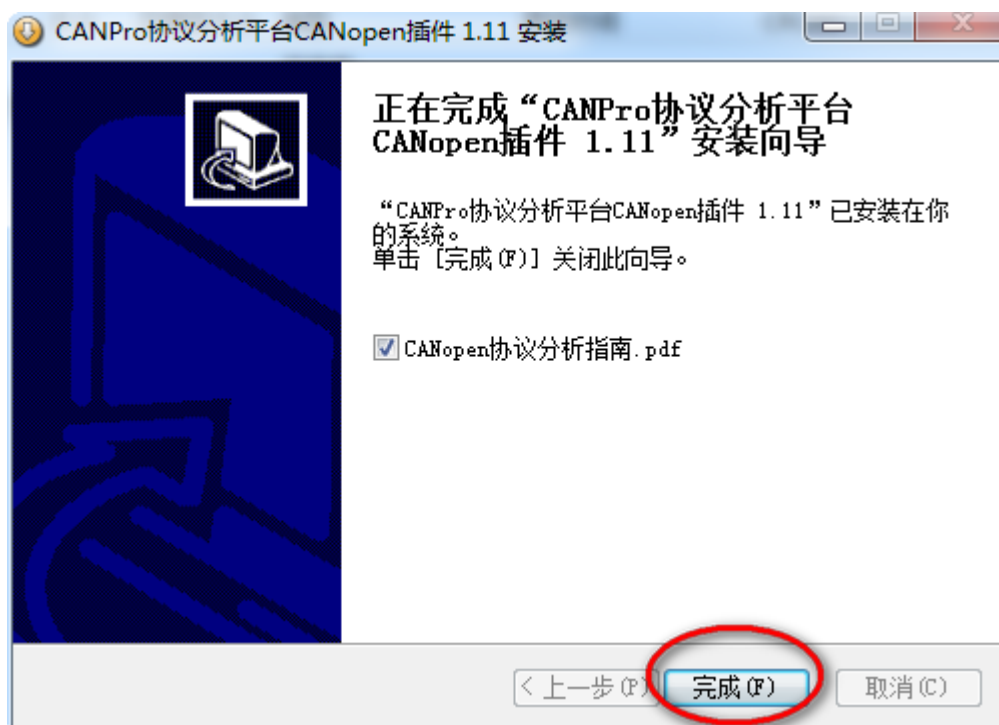 CANPro协议分析平台CANopen插件 1.11 安装
正在完成“CANPro协议分析平台
CANopen插件 1.11”安装向导
“CANPro协议分析平台CANopen插件 1.11”已安装在你
的系统。
单击 [完成(F)] 关闭此向导。
CANopen协议分析指南.pdf
< 上一步(P) 完成(F) 取消(C)